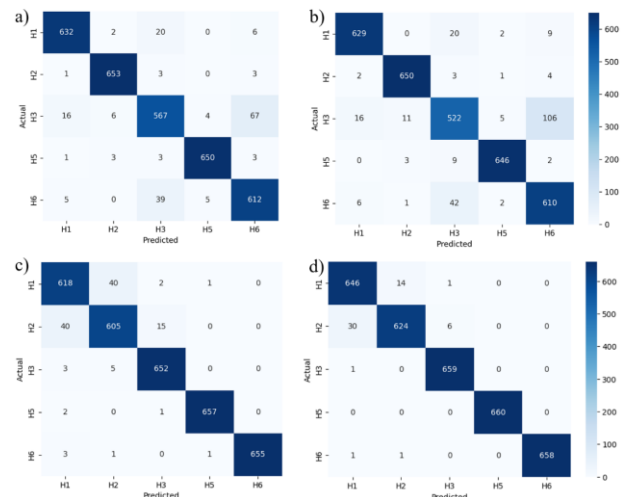 a)
H1 632 2 20 0 6
H2 1 653 3 0 3
H3 16 6 567 4 67
H5 1 3 3 650 3
H6 5 0 39 5 612
H1 H2 H3 H5 H6
Actual
Predicted
b)
H1 629 0 20 2 9
H2 2 650 3 1 4
H3 16 11 522 5 106
H5 0 3 9 646 2
H6 6 1 42 2 610
H1 H2 H3 H5 H6
Actual
Predicted
600
500
400
300
200
100
0
c)
H1 618 40 2 1 0
H2 40 605 15 0 0
H3 3 5 652 0 0
H5 2 0 1 657 0
H6 3 1 0 1 655
H1 H2 H3 H5 H6
Actual
Predicted
d)
H1 646 14 1 0 0
H2 30 624 6 0 0
H3 1 0 659 0 0
H5 0 0 0 660 0
H6 1 1 0 0 658
H1 H2 H3 H5 H6
Actual
Predicted
600
500
400
300
200
100
0